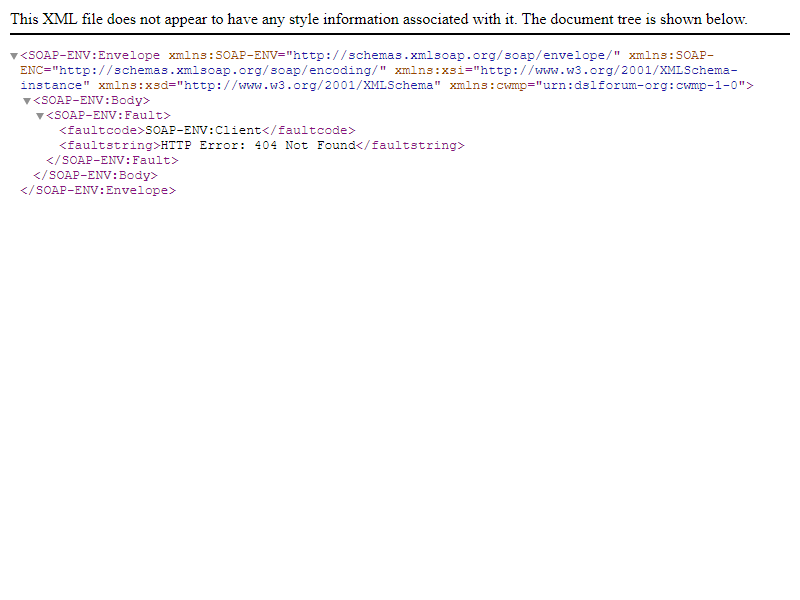 This XML file does not appear to have any style information associated with it. The document tree is shown below.
▼<SOAP-ENV:Envelope xmlns:SOAP-ENV="http://schemas.xmlsoap.org/soap/envelope/" xmlns:SOAP-
ENC="http://schemas.xmlsoap.org/soap/encoding/" xmlns:xsi="http://www.w3.org/2001/XMLSchema-
instance" xmlns:xsd="http://www.w3.org/2001/XMLSchema" xmlns:cwmp="urn:dslforum-org:cwmp-1-0">
▼<SOAP-ENV:Body>
▼<SOAP-ENV:Fault>
<faultcode>SOAP-ENV:Client</faultcode>
<faultstring>HTTP Error: 404 Not Found</faultstring>
</SOAP-ENV:Fault>
</SOAP-ENV:Body>
</SOAP-ENV:Envelope>